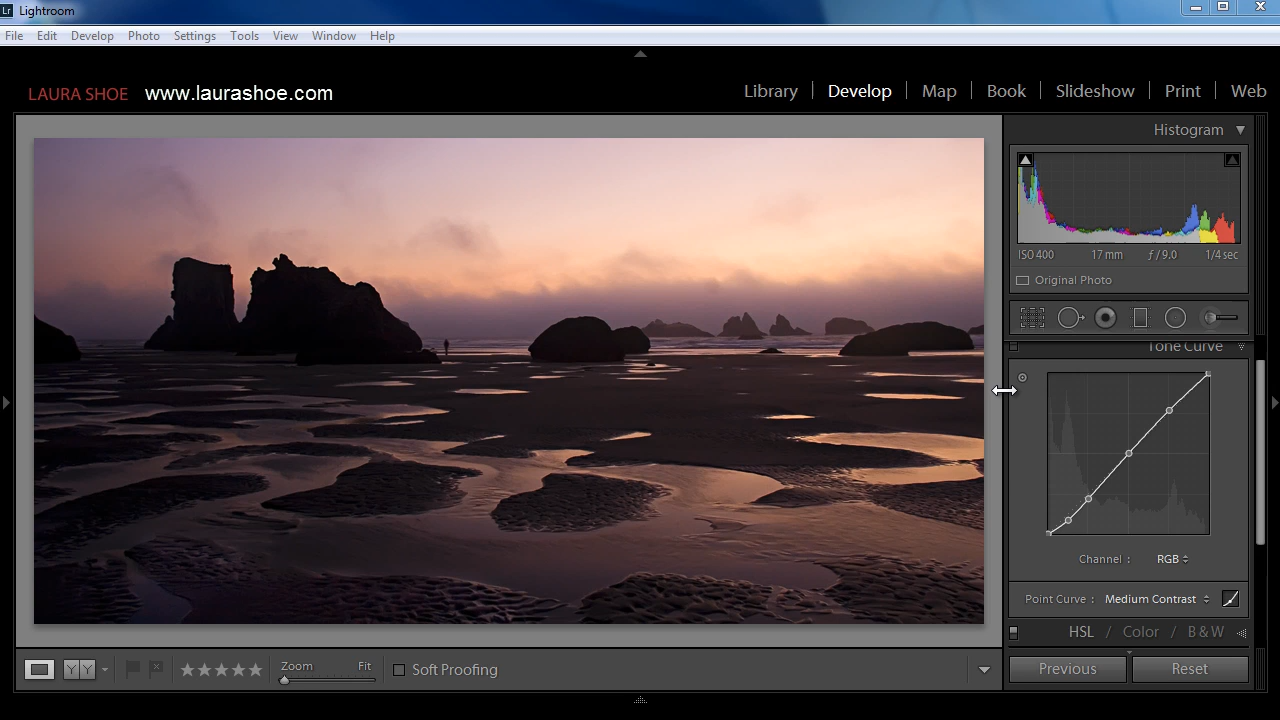 Lr Lightroom
File Edit Develop Photo Settings Tools View Window Help
LAURA SHOE www.laurashoe.com
Library Develop Map Book Slideshow Print Web
Histogram
ISO 400 17 mm ƒ / 9.0 1/4 sec
Original Photo
Tone Curve
Channel : RGB
Point Curve : Medium Contrast
HSL / Color / B & W
Y Y Zoom Fit Soft Proofing
Previous Reset